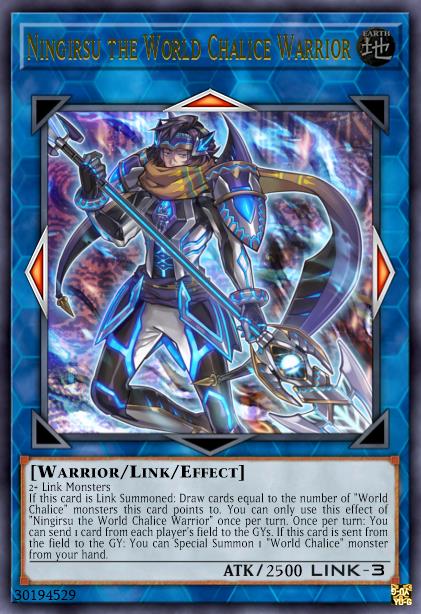 Ningirsu the World Chalice Warrior
EARTH
地
[Warrior/Link/Effect]
2+ Link Monsters
If this card is Link Summoned: Draw cards equal to the number of "World
Chalice" monsters this card points to. You can only use this effect of
"Ningirsu the World Chalice Warrior" once per turn. Once per turn: You
can send 1 card from each player's field to the GYs. If this card is sent from
the field to the GY: You can Special Summon 1 "World Chalice" monster
from your hand.
ATK/2500 LINK-3
30194529